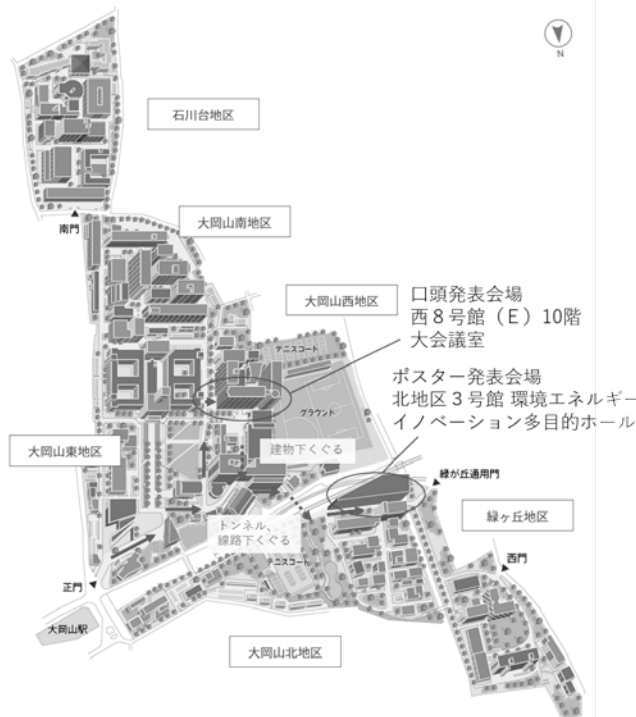 N
石川台地区
南門
大岡山南地区
大岡山西地区
口頭発表会場
西８号館（E）10階
大会議室
テニスコート
ポスター発表会場
北地区３号館 環境エネルギー
イノベーション多目的ホール
グラウンド
大岡山東地区
建物下くぐる
緑が丘通用門
緑ヶ丘地区
トンネル、
線路下くぐる
テニスコート
西門
正門
大岡山駅
大岡山北地区